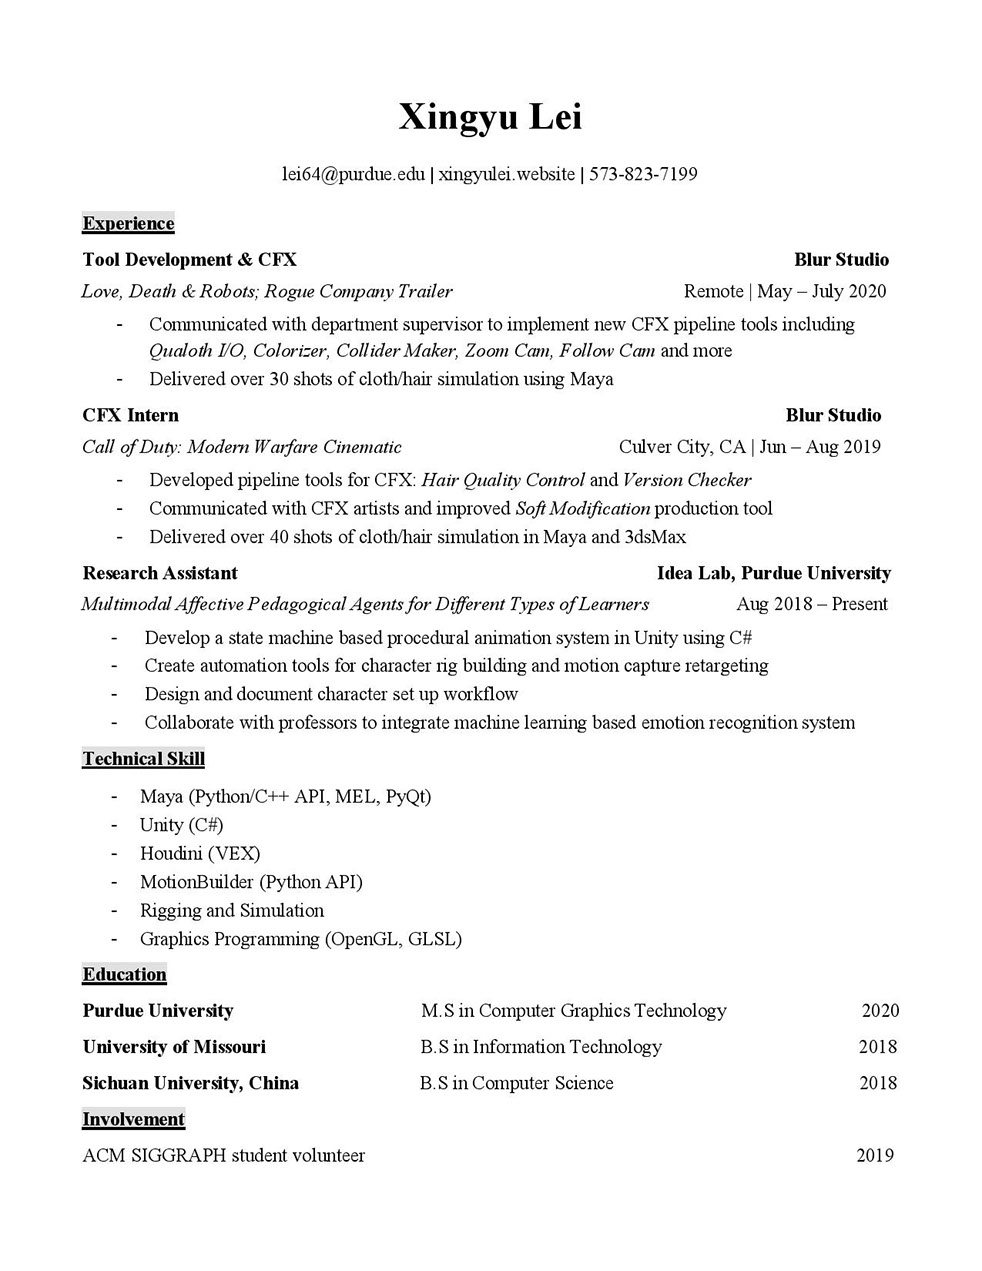 Xingyu Lei
lei64@purdue.edu | xingyulei.website | 573-823-7199
Experience
Tool Development & CFX Blur Studio
Love, Death & Robots; Rogue Company Trailer Remote | May – July 2020
- Communicated with department supervisor to implement new CFX pipeline tools including
Qualoth I/O, Colorizer, Collider Maker, Zoom Cam, Follow Cam and more
- Delivered over 30 shots of cloth/hair simulation using Maya
CFX Intern Blur Studio
Call of Duty: Modern Warfare Cinematic Culver City, CA | Jun – Aug 2019
- Developed pipeline tools for CFX: Hair Quality Control and Version Checker
- Communicated with CFX artists and improved Soft Modification production tool
- Delivered over 40 shots of cloth/hair simulation in Maya and 3dsMax
Research Assistant Idea Lab, Purdue University
Multimodal Affective Pedagogical Agents for Different Types of Learners Aug 2018 – Present
- Develop a state machine based procedural animation system in Unity using C#
- Create automation tools for character rig building and motion capture retargeting
- Design and document character set up workflow
- Collaborate with professors to integrate machine learning based emotion recognition system
Technical Skill
- Maya (Python/C++ API, MEL, PyQt)
- Unity (C#)
- Houdini (VEX)
- MotionBuilder (Python API)
- Rigging and Simulation
- Graphics Programming (OpenGL, GLSL)
Education
Purdue University M.S in Computer Graphics Technology 2020
University of Missouri B.S in Information Technology 2018
Sichuan University, China B.S in Computer Science 2018
Involvement
ACM SIGGRAPH student volunteer 2019